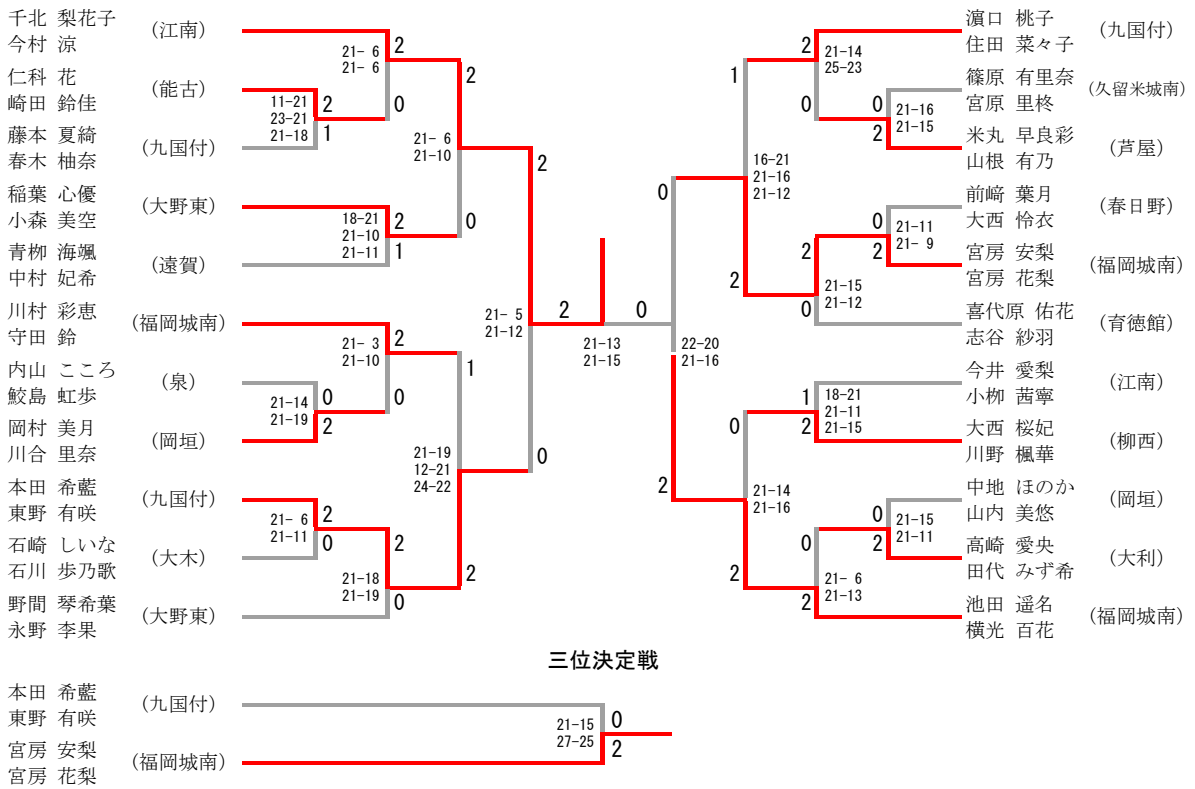 千北 梨花子
今村 涼
(江南)
仁科 花
崎田 鈴佳
(能古)
藤本 夏綺
春木 柚奈
(九国付)
稲葉 心優
小森 美空
(大野東)
青栁 海颯
中村 妃希
(遠賀)
川村 彩恵
守田 鈴
(福岡城南)
内山 こころ
鮫島 虹歩
(泉)
岡村 美月
川合 里奈
(岡垣)
本田 希藍
東野 有咲
(九国付)
石崎 しいな
石川 歩乃歌
(大木)
野間 琴希葉
永野 李果
(大野東)
21- 6
21- 6
2
0
11-21
23-21
21-18
2
1
21- 6
21-10
2
0
18-21
21-10
21-11
2
1
21- 5
21-12
2
0
21- 3
21-10
2
0
21-14
21-19
0
2
21-19
12-21
24-22
1
2
21- 6
21-11
2
0
21-18
21-19
2
0
2
0
21-13
21-15
濵口 桃子
住田 菜々子
(九国付)
篠原 有里奈
宮原 里柊
(久留米城南)
米丸 早良彩
山根 有乃
(芦屋)
前﨑 葉月
大西 怜衣
(春日野)
宮房 安梨
宮房 花梨
(福岡城南)
喜代原 佑花
志谷 紗羽
(育徳館)
今井 愛梨
小栁 茜寧
(江南)
大西 桜妃
川野 楓華
(柳西)
中地 ほのか
山内 美悠
(岡垣)
高崎 愛央
田代 みず希
(大利)
池田 遥名
横光 百花
(福岡城南)
2
21-14
25-23
0
0
21-16
21-15
2
1
16-21
21-16
21-12
2
0
21-11
21- 9
2
2
21-15
21-12
0
0
22-20
21-16
2
1
18-21
21-11
21-15
2
0
21-14
21-16
2
0
21-15
21-11
2
0
21- 6
21-13
2
三位決定戦
本田 希藍
東野 有咲
(九国付)
宮房 安梨
宮房 花梨
(福岡城南)
21-15
27-25
0
2